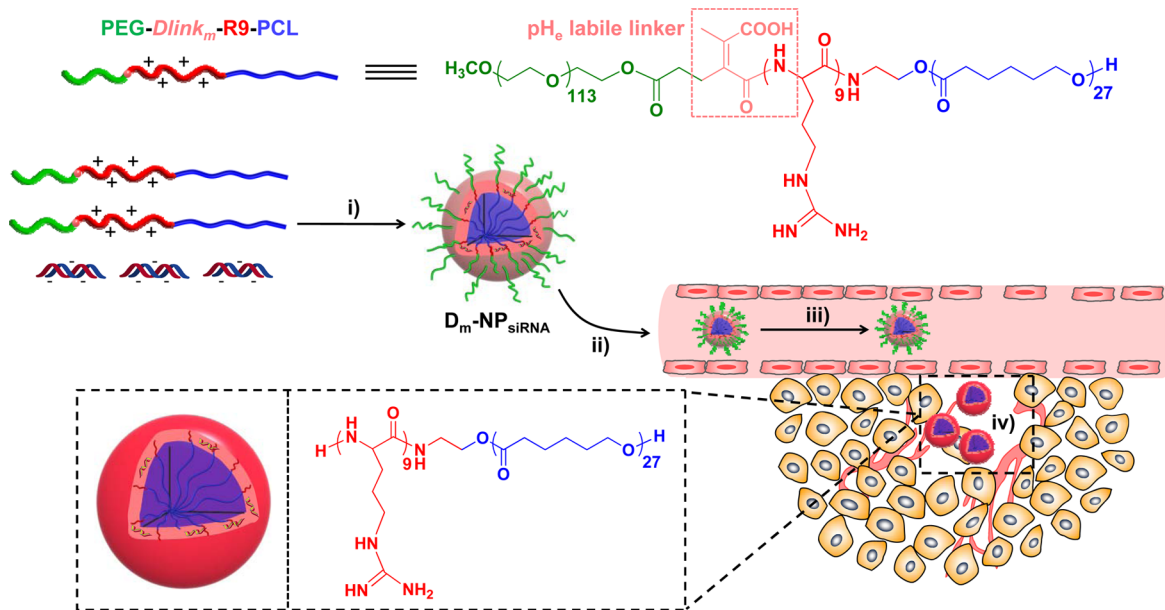 PEG-Dlinkm-R9-PCL
pHe labile linker
+ + + +
H3CO
O
113
O
O
COOH
O
H
N
O
9
N
H
O
O
O
H
27
HN
HN
NH2
+ + + +
+ + + +
- - - - - - - - -
i)
Dm-NPsiRNA
ii)
iii)
iv)
H
H
N
O
9
N
H
O
O
O
H
27
HN
HN
NH2